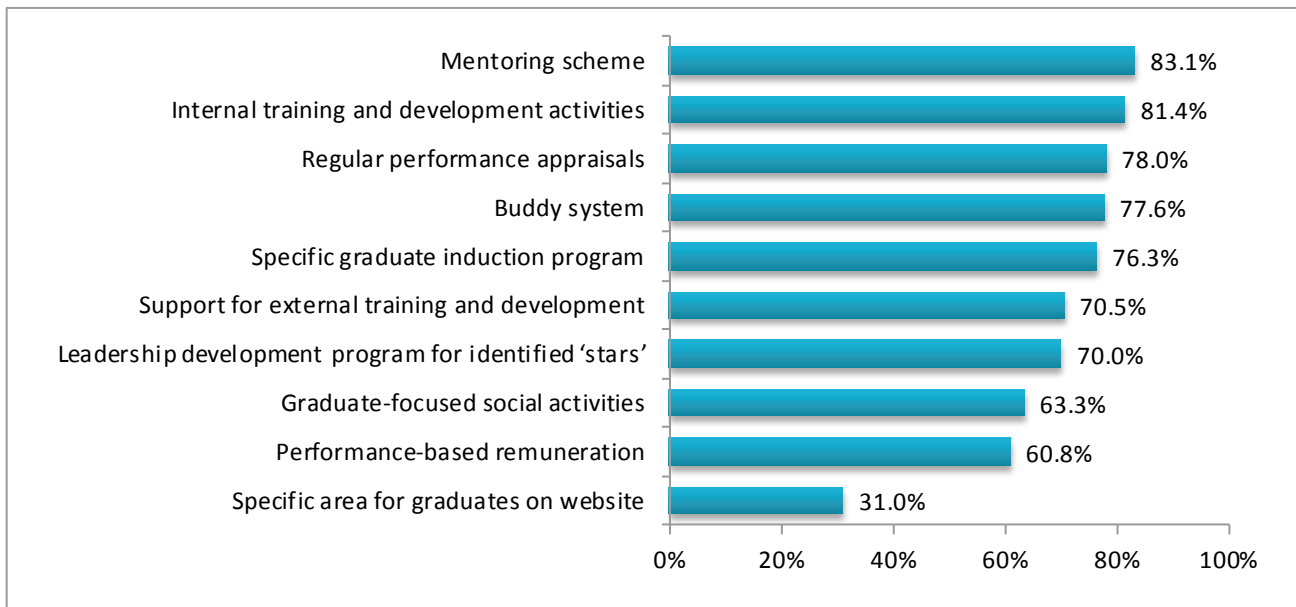 Mentoring scheme 83.1%
Internal training and development activities 81.4%
Regular performance appraisals 78.0%
Buddy system 77.6%
Specific graduate induction program 76.3%
Support for external training and development 70.5%
Leadership development program for identified ‘stars’ 70.0%
Graduate-focused social activities 63.3%
Performance-based remuneration 60.8%
Specific area for graduates on website 31.0%
0% 20% 40% 60% 80% 100%